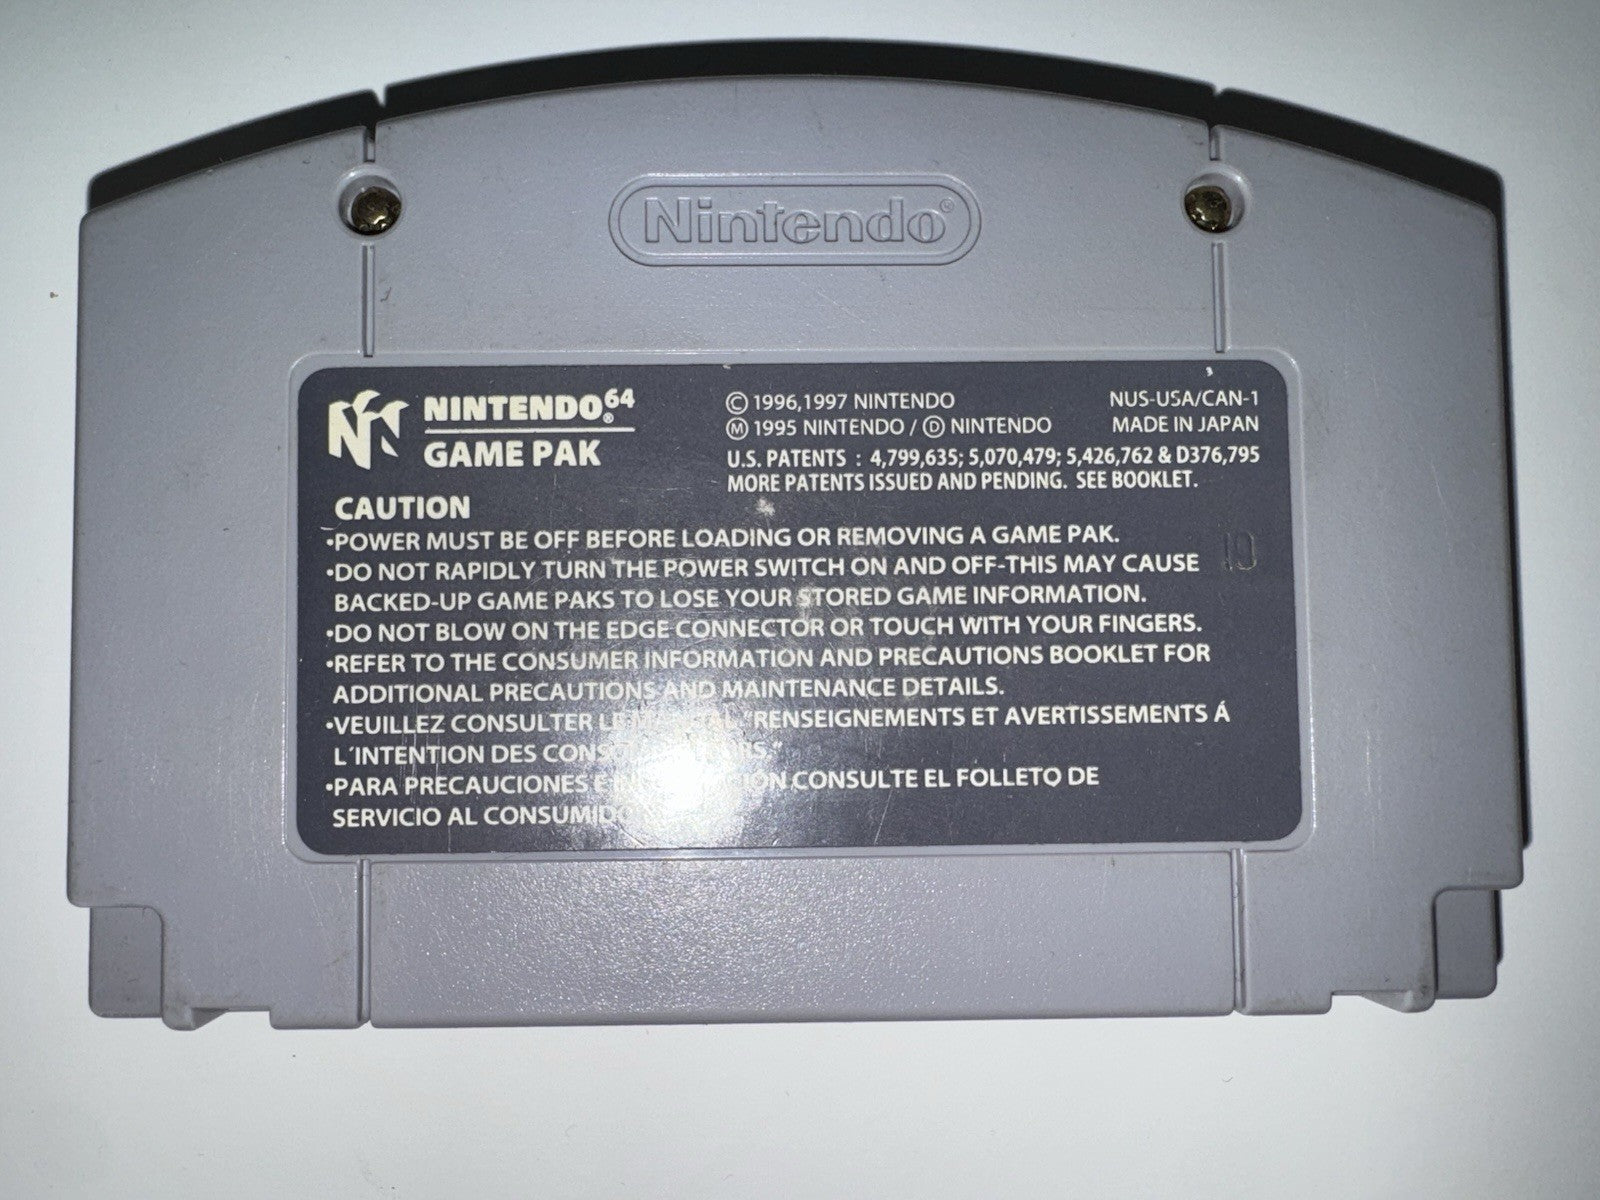 Nintendo®
NINTENDO®64
GAME PAK
© 1996,1997 NINTENDO
Ⓜ 1995 NINTENDO / Ⓓ NINTENDO
NUS-USA/CAN-1
MADE IN JAPAN
U.S. PATENTS : 4,799,635; 5,070,479; 5,426,762 & D376,795
MORE PATENTS ISSUED AND PENDING. SEE BOOKLET.
CAUTION
•POWER MUST BE OFF BEFORE LOADING OR REMOVING A GAME PAK.
•DO NOT RAPIDLY TURN THE POWER SWITCH ON AND OFF-THIS MAY CAUSE
BACKED-UP GAME PAKS TO LOSE YOUR STORED GAME INFORMATION.
•DO NOT BLOW ON THE EDGE CONNECTOR OR TOUCH WITH YOUR FINGERS.
•REFER TO THE CONSUMER INFORMATION AND PRECAUTIONS BOOKLET FOR
ADDITIONAL PRECAUTIONS AND MAINTENANCE DETAILS.
•VEUILLEZ CONSULTER "RENSEIGNEMENTS ET AVERTISSEMENTS Á
L´INTENTION DES
•PARA PRECAUCIONES CONSULTE EL FOLLETO DE
SERVICIO AL